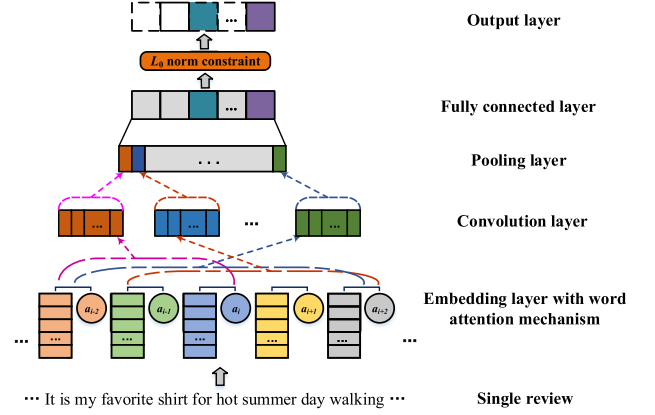 ...
Output layer
L0 norm constraint
...
Fully connected layer
. . .
Pooling layer
... ... ... ...
Convolution layer
ai-2 ai-1 ai ai+1 ai+2
Embedding layer with word
attention mechanism
... ... ... ... ... ... ...
... It is my favorite shirt for hot summer day walking ...
Single review